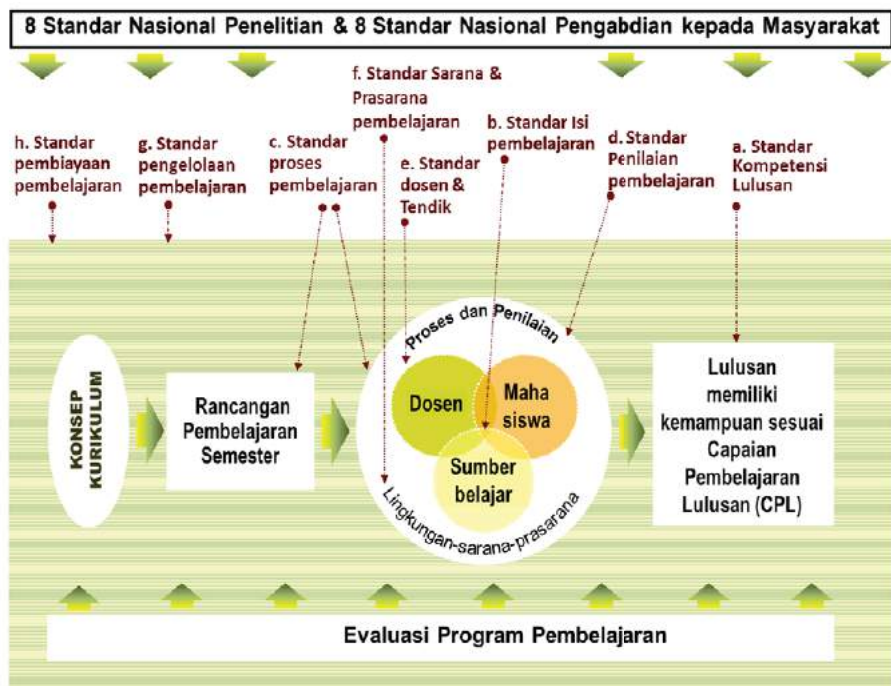 8 Standar Nasional Penelitian & 8 Standar Nasional Pengabdian kepada Masyarakat
f. Standar Sarana &
Prasarana
pembelajaran
b. Standar Isi
pembelajaran
h. Standar
pembiayaan
pembelajaran
g. Standar
pengelolaan
pembelajaran
c. Standar
proses
pembelajaran
e. Standar
dosen &
Tendik
d. Standar
Penilaian
pembelajaran
a. Standar
Kompetensi
Lulusan
KONSEP
KURIKULUM
Rancangan
Pembelajaran
Semester
Proses dan Penilaian
Dosen
Maha
siswa
Sumber
belajar
Lingkungan-sarana-prasarana
Lulusan
memiliki
kemampuan sesuai
Capaian
Pembelajaran
Lulusan (CPL)
Evaluasi Program Pembelajaran